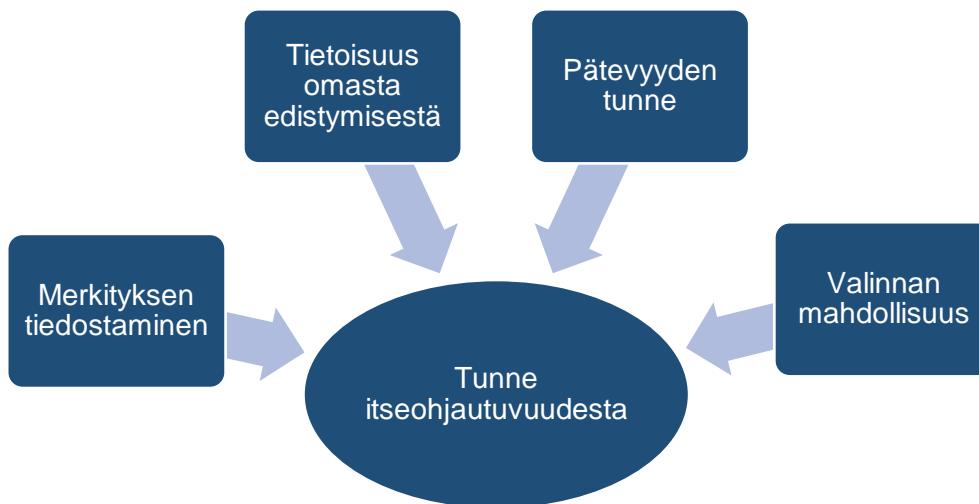 Tietoisuus
omasta
edistymisestä
Pätevyyden
tunne
Merkityksen
tiedostaminen
Valinnan
mahdollisuus
Tunne
itseohjautuvuudesta